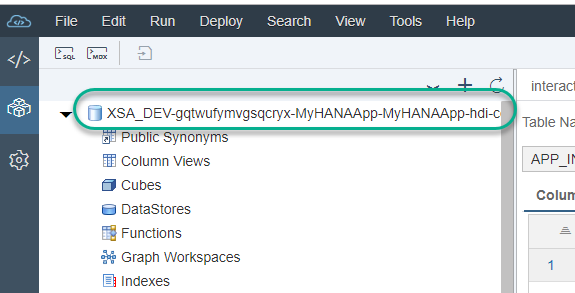 File Edit Run Deploy Search View Tools Help
SQL MDX
XSA_DEV-gqtwufymvgsqcryx-MyHANAApp-MyHANAApp-hdi-c
Public Synonyms
Column Views
Cubes
DataStores
Functions
Graph Workspaces
Indexes
interact
Table Na
APP_IN
Colum
1